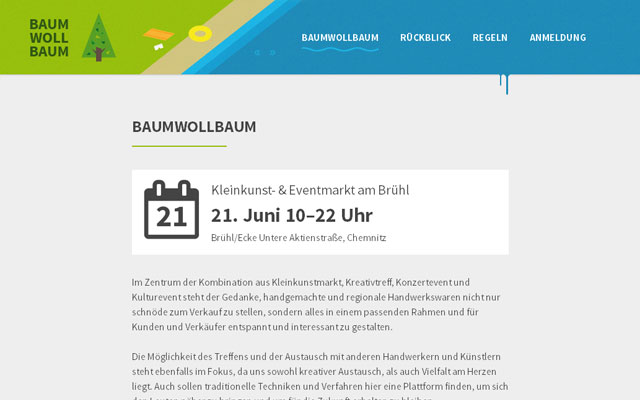 BAUM
WOLL
BAUM
BAUMWOLLBAUM
RÜCKBLICK
REGELN
ANMELDUNG
BAUMWOLLBAUM
21
Kleinkunst- & Eventmarkt am Brühl
21. Juni 10–22 Uhr
Brühl/Ecke Untere Aktienstraße, Chemnitz
Im Zentrum der Kombination aus Kleinkunstmarkt, Kreativtreff, Konzertevent und
Kulturevent steht der Gedanke, handgemachte und regionale Handwerkswaren nicht nur
schnöde zum Verkauf zu stellen, sondern alles in einem passenden Rahmen und für
Kunden und Verkäufer entspannt und interessant zu gestalten.
Die Möglichkeit des Treffens und der Austausch mit anderen Handwerkern und Künstlern
steht ebenfalls im Fokus, da uns sowohl kreativer Austausch, als auch Vielfalt am Herzen
liegt. Auch sollen traditionelle Techniken und Verfahren hier eine Plattform finden, um sich